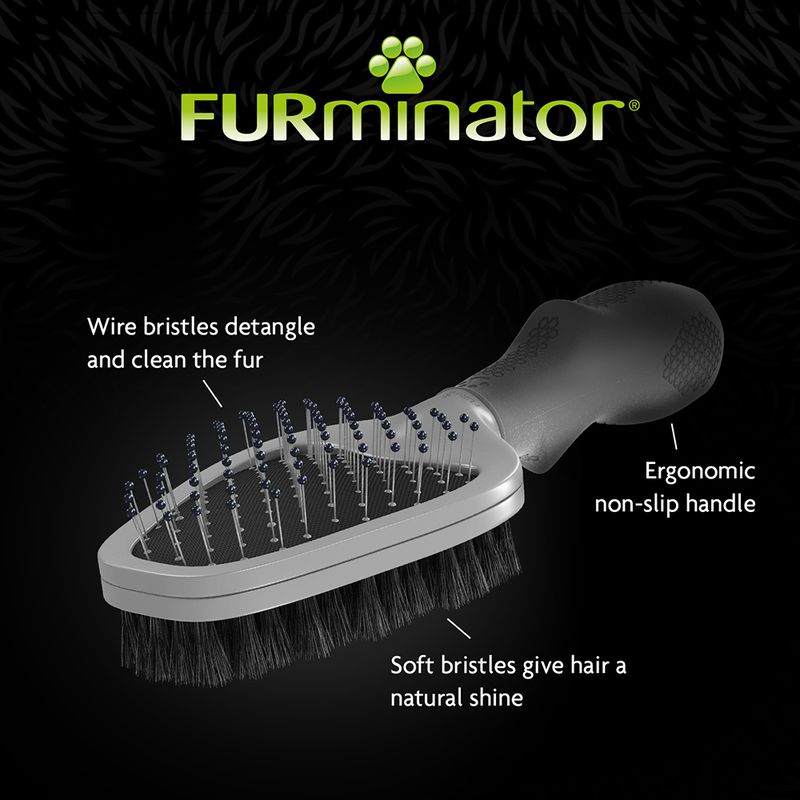 FURminator®
Wire bristles detangle
and clean the fur
Ergonomic
non-slip handle
Soft bristles give hair a
natural shine